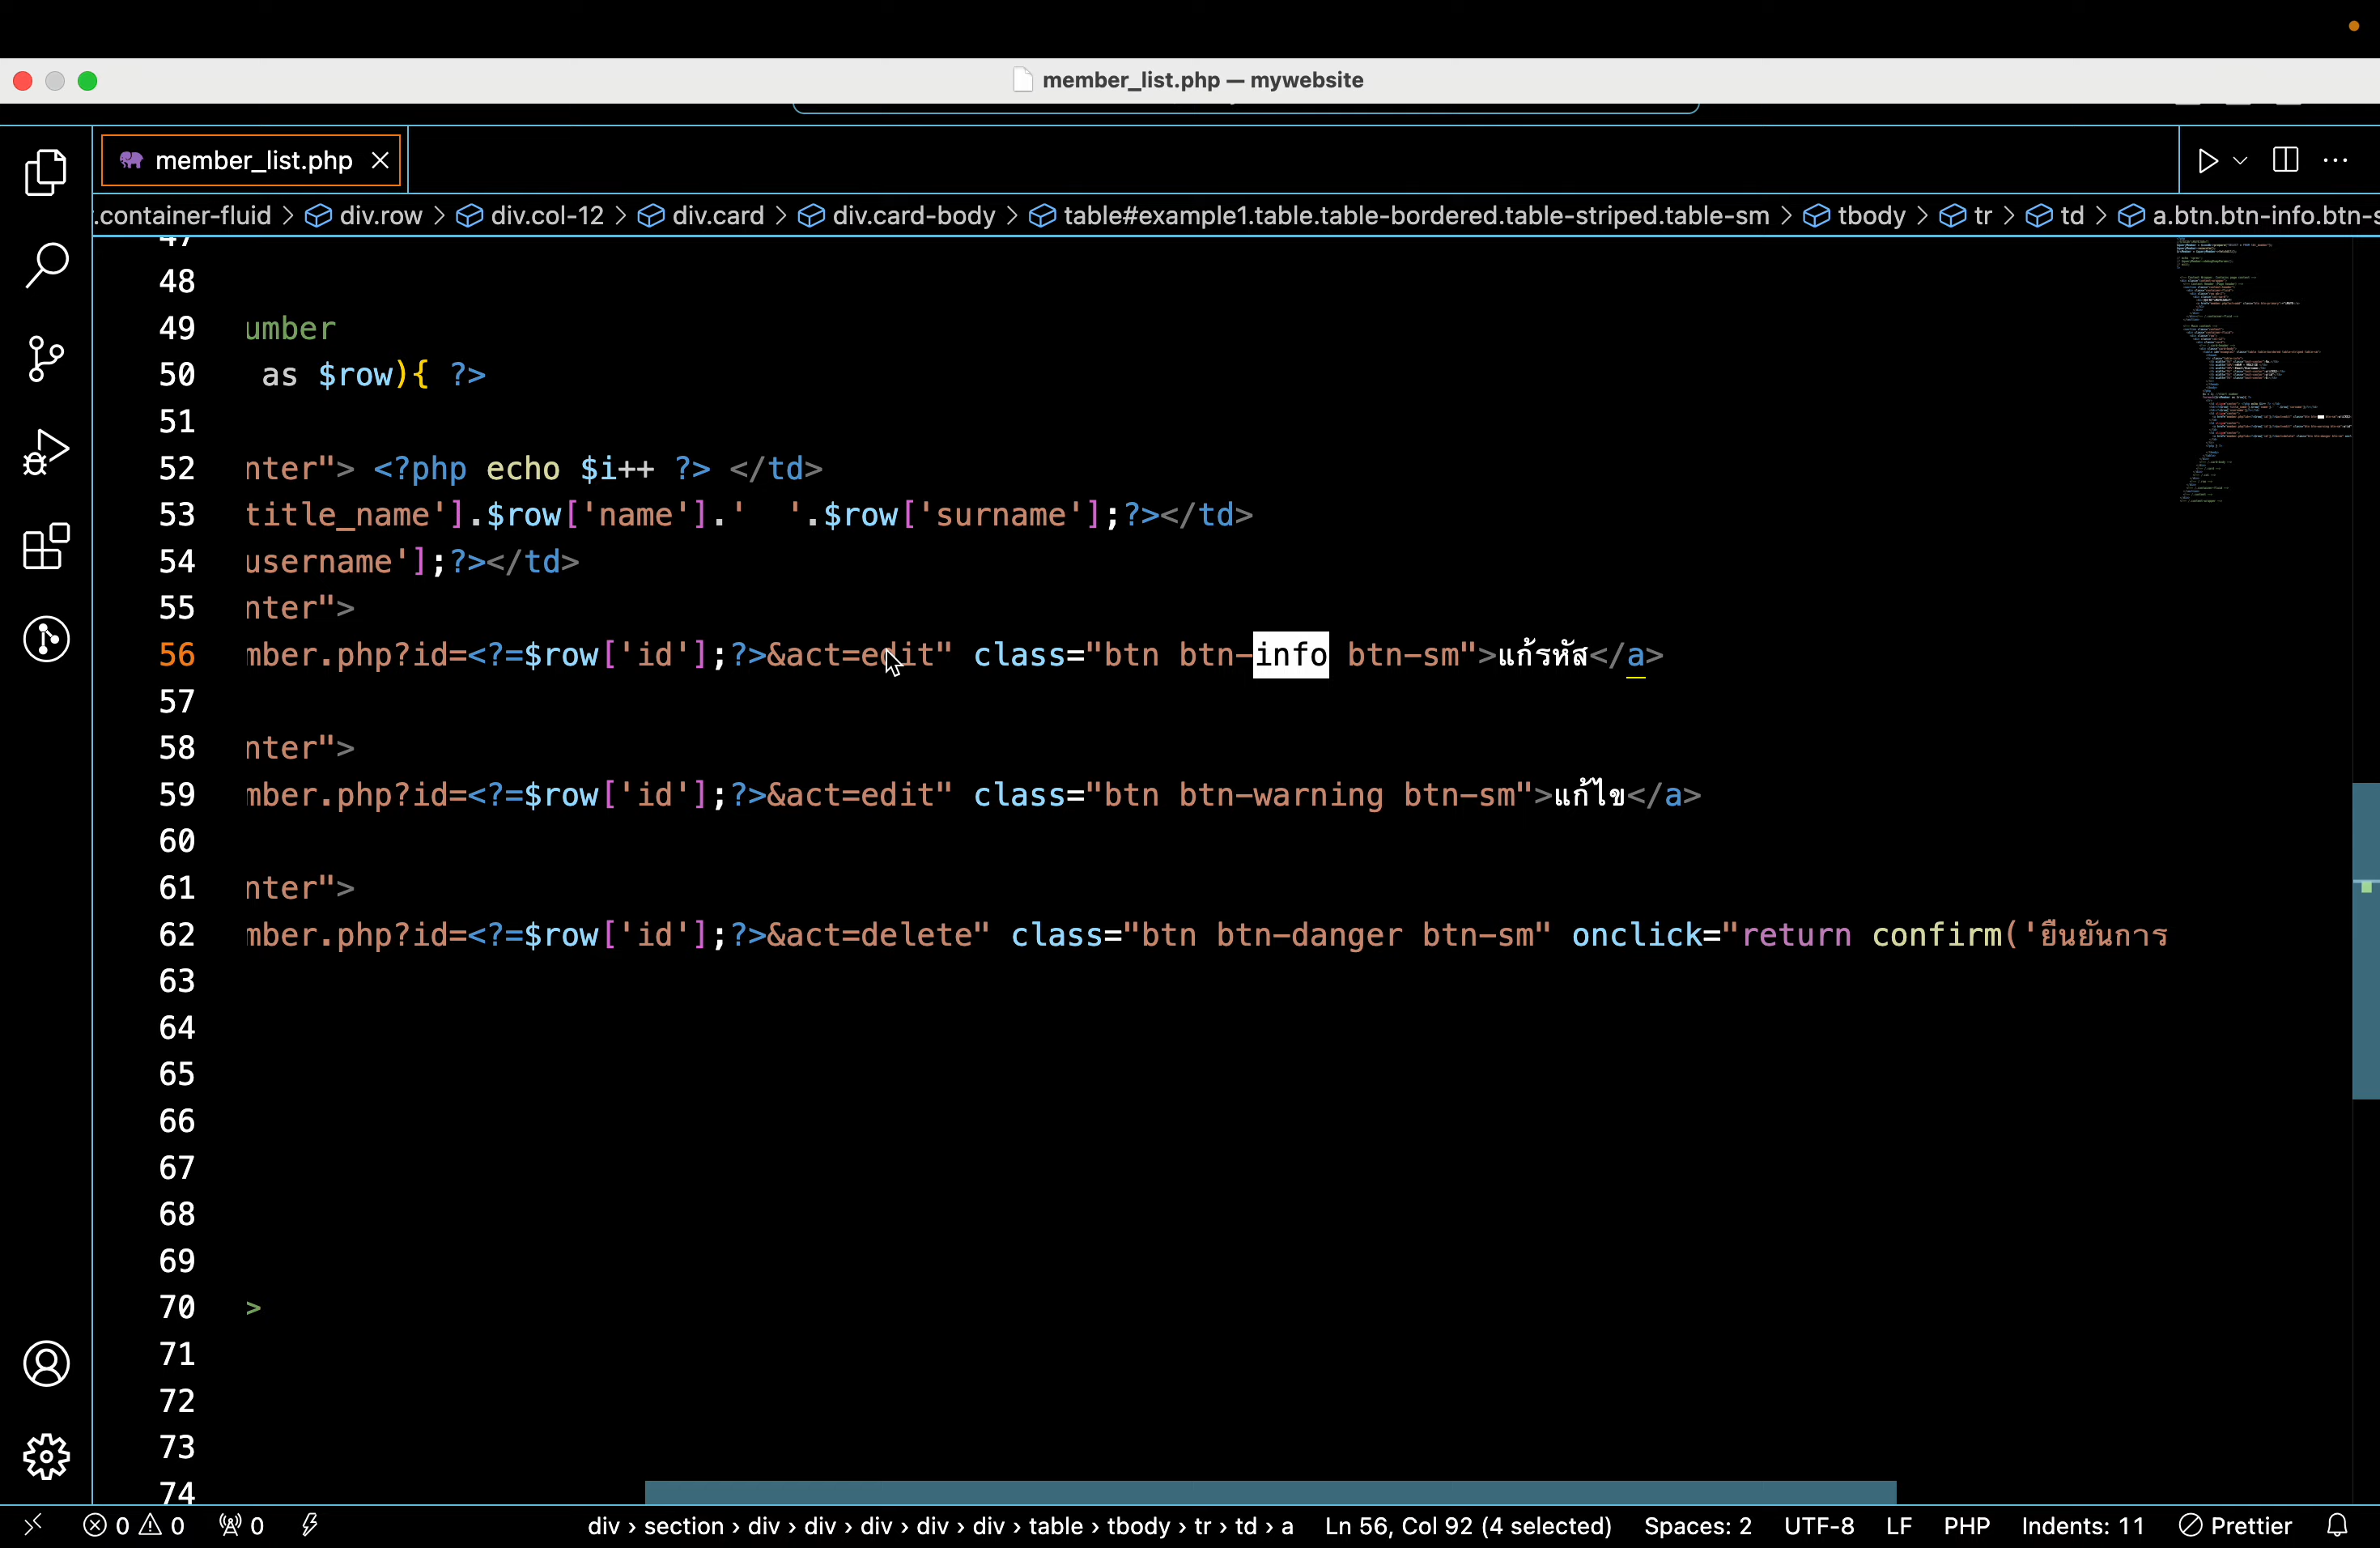 member_list.php — mywebsite
member_list.php
.container-fluid > div.row > div.col-12 > div.card > div.card-body > table#example1.table.table-bordered.table-striped.table-sm > tbody > tr > td > a.btn.btn-info.btn-s
47
48
49 umber
50 as $row){ ?>
51
52 nter"> <?php echo $i++ ?> </td>
53 title_name'].$row['name'].'  '.$row['surname'];?></td>
54 username'];?></td>
55 nter">
56 mber.php?id=<?=$row['id'];?>&act=edit" class="btn btn-info btn-sm">แก้รหัส</a>
57
58 nter">
59 mber.php?id=<?=$row['id'];?>&act=edit" class="btn btn-warning btn-sm">แก้ไข</a>
60
61 nter">
62 mber.php?id=<?=$row['id'];?>&act=delete" class="btn btn-danger btn-sm" onclick="return confirm('ยืนยันการ
63
64
65
66
67
68
69
70 >
71
72
73
74
0 0 0 div › section › div › div › div › div › div › table › tbody › tr › td › a Ln 56, Col 92 (4 selected) Spaces: 2 UTF-8 LF PHP Indents: 11 Prettier